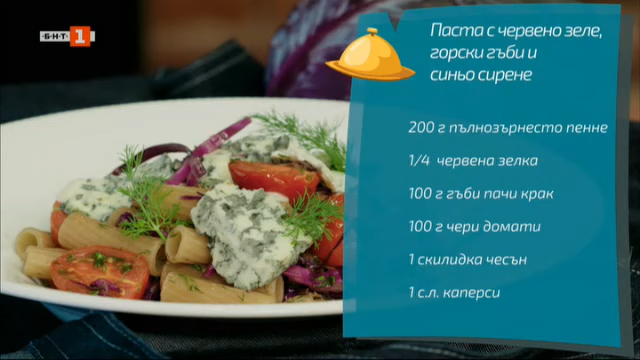 БНТ 1
Паста с червено зеле,
горски гъби и
синьо сирене
200 г пълнозърнесто пенне
1/4 червена зелка
100 г гъби пачи крак
100 г чери домати
1 скилидка чесън
1 с.л. каперси